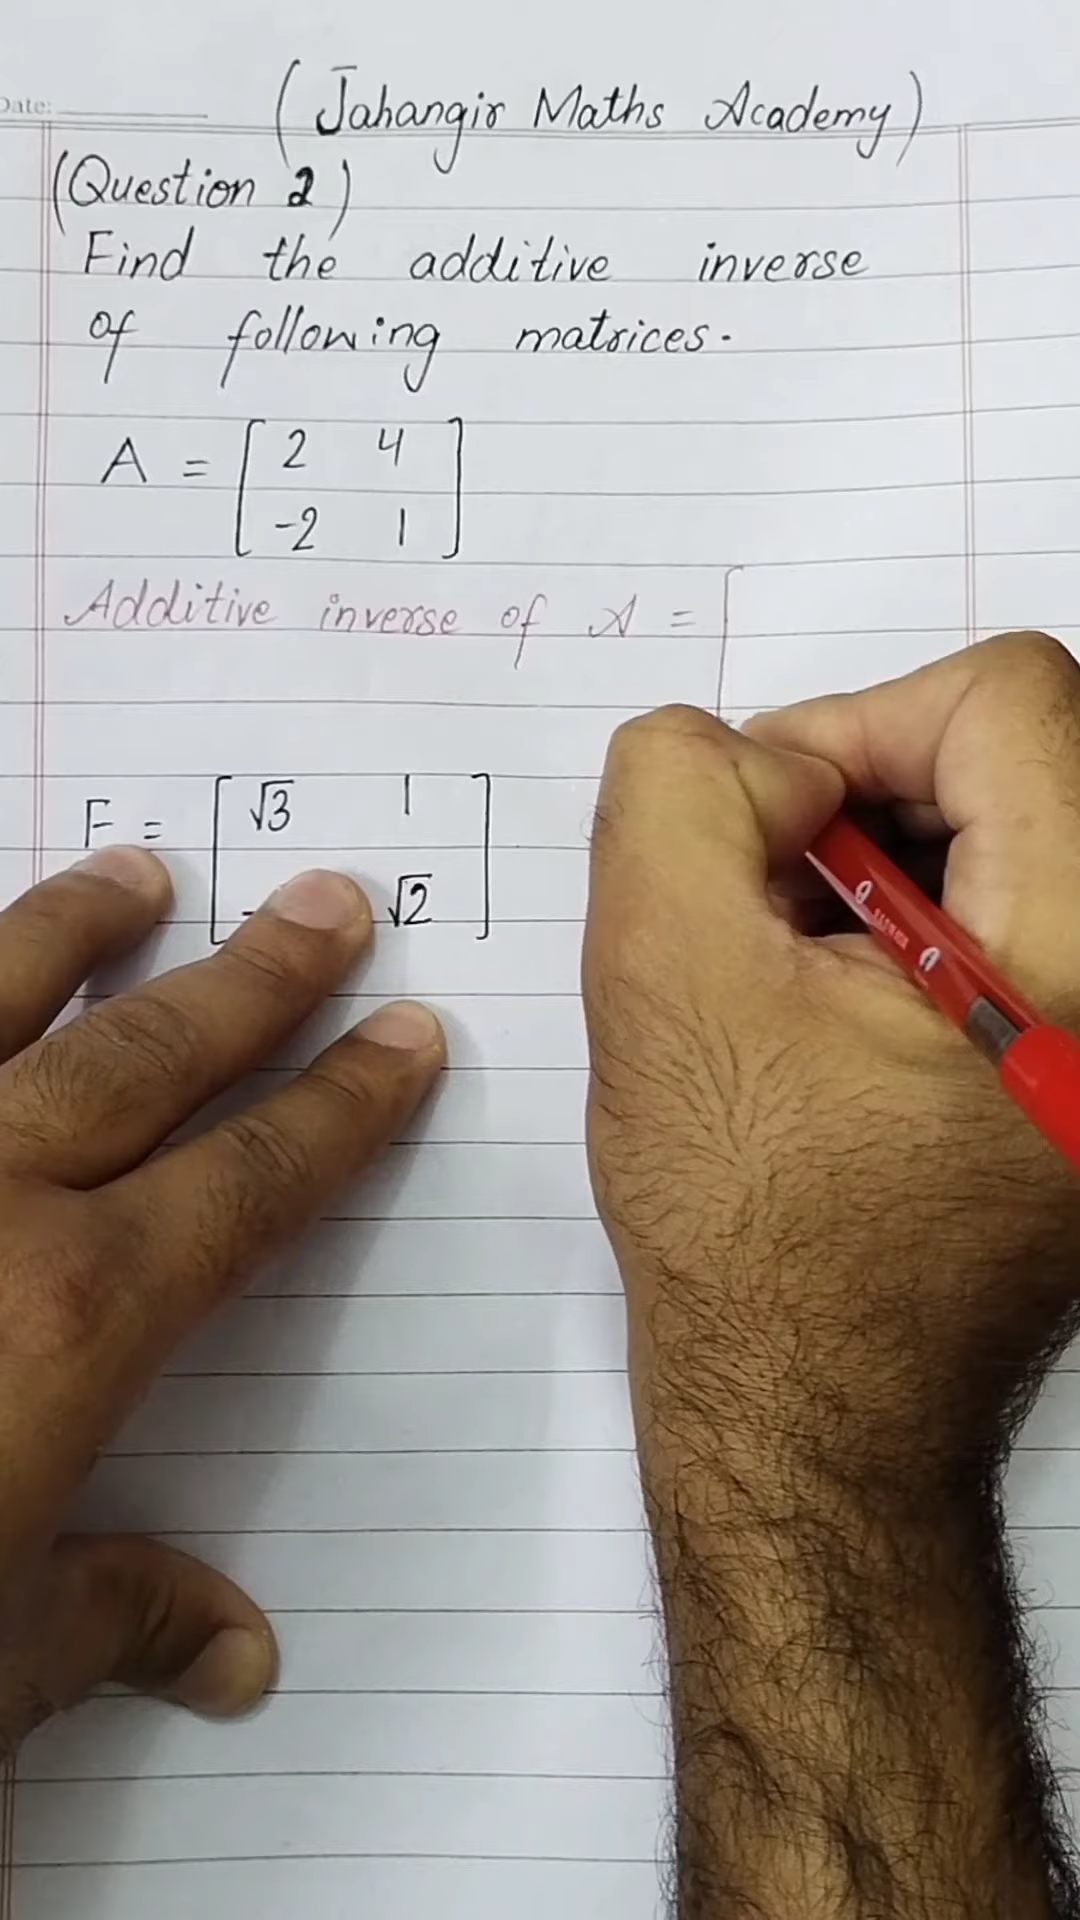 Date:
(Jahangir Maths Academy)
(Question 2)
Find the additive inverse
of following matrices.
A = [ 2 4
-2 1 ]
Additive inverse of A = [
F = [ √3 1
- √2 ]